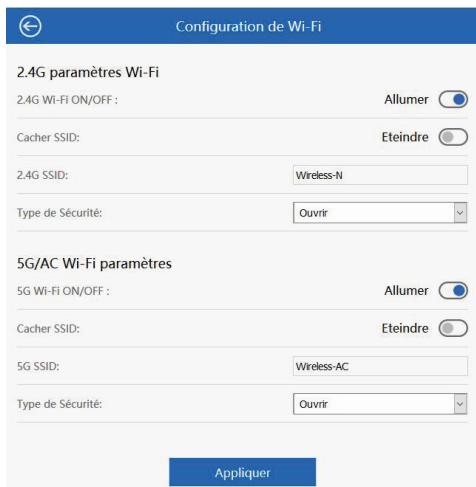 Configuration de Wi-Fi
2.4G paramètres Wi-Fi
2.4G Wi-Fi ON/OFF : Allumer
Cacher SSID: Eteindre
2.4G SSID: Wireless-N
Type de Sécurité: Ouvrir
5G/AC Wi-Fi paramètres
5G Wi-Fi ON/OFF : Allumer
Cacher SSID: Eteindre
5G SSID: Wireless-AC
Type de Sécurité: Ouvrir
Appliquer